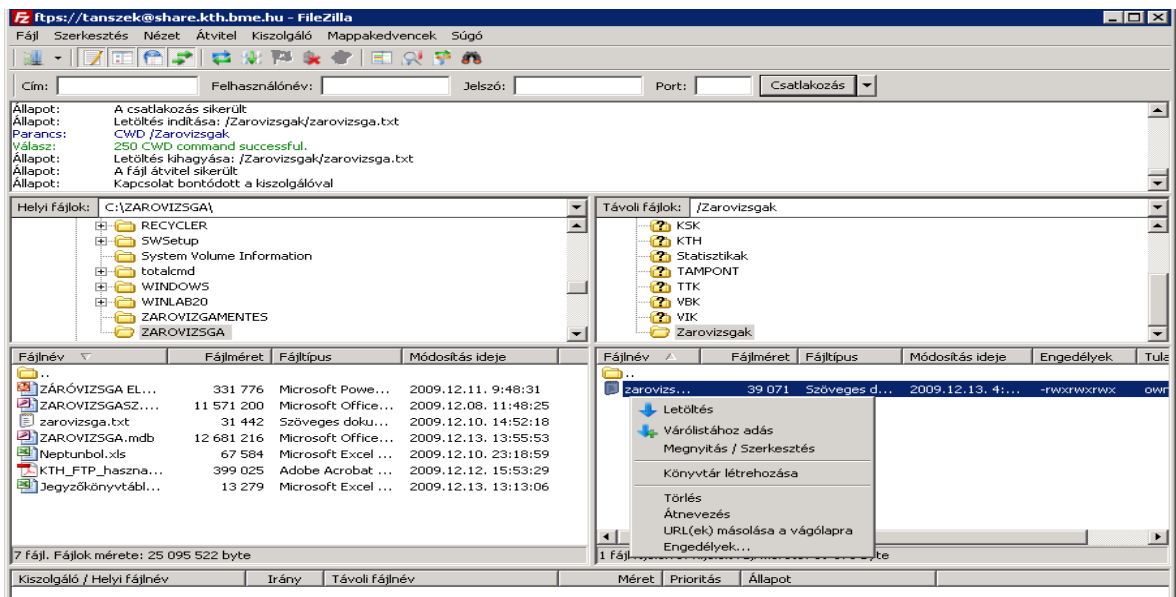 ftps://tanszek@share.kth.bme.hu - FileZilla
Fájl Szerkesztés Nézet Átvitel Kiszolgáló Mappakedvencek Súgó
Cím: Felhasználónév: Jelszó: Port: Csatlakozás
Állapot: A csatlakozás sikerült
Állapot: Letöltés indítása: /Zarovizsgak/zarovizsga.txt
Parancs: CWD /Zarovizsgak
Válasz: 250 CWD command successful.
Állapot: Letöltés kihagyása: /Zarovizsgak/zarovizsga.txt
Állapot: A fájl átvitel sikerült
Állapot: Kapcsolat bontódott a kiszolgálóval
Helyi fájlok: C:\ZAROVIZSGA\
RECYCLER
SWSetup
System Volume Information
totalcmd
WINDOWS
WINLAB20
ZAROVIZGAMENTES
ZAROVIZSGA
Távoli fájlok: /Zarovizsgak
KSK
KTH
Statisztikak
TAMPONT
TTK
VBK
VIK
Zarovizsgak
Fájlnév Fájlméret Fájltípus Módosítás ideje
..
ZÁRÓVIZSGA EL... 331 776 Microsoft Powe... 2009.12.11. 9:48:31
ZAROVIZSGASZ.... 11 571 200 Microsoft Office... 2009.12.08. 11:48:25
zarovizsga.txt 31 442 Szöveges doku... 2009.12.10. 14:52:18
ZAROVIZSGA.mdb 12 681 216 Microsoft Office... 2009.12.13. 13:55:53
Neptunbol.xls 67 584 Microsoft Excel ... 2009.12.10. 23:18:59
KTH_FTP_haszna... 399 025 Adobe Acrobat ... 2009.12.12. 15:53:29
Jegyzőkönyvtábl... 13 279 Microsoft Excel ... 2009.12.13. 13:13:06
7 fájl. Fájlok mérete: 25 095 522 byte
Fájlnév Fájlméret Fájltípus Módosítás ideje Engedélyek Tula
..
zarovizs... 39 071 Szöveges d... 2009.12.13. 4:... -rwxrwxrwx own
Letöltés
Várólistához adás
Megnyitás / Szerkesztés
Könyvtár létrehozása
Törlés
Átnevezés
URL(ek) másolása a vágólapra
Engedélyek...
1 fájl
Kiszolgáló / Helyi fájlnév Irány Távoli fájlnév Méret Prioritás Állapot